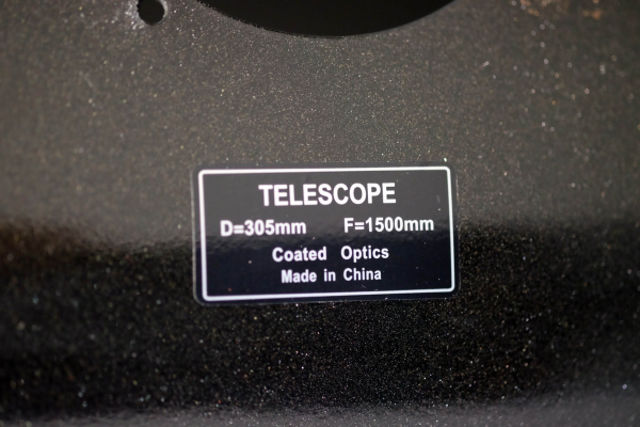 TELESCOPE
D=305mm F=1500mm
Coated Optics
Made in China